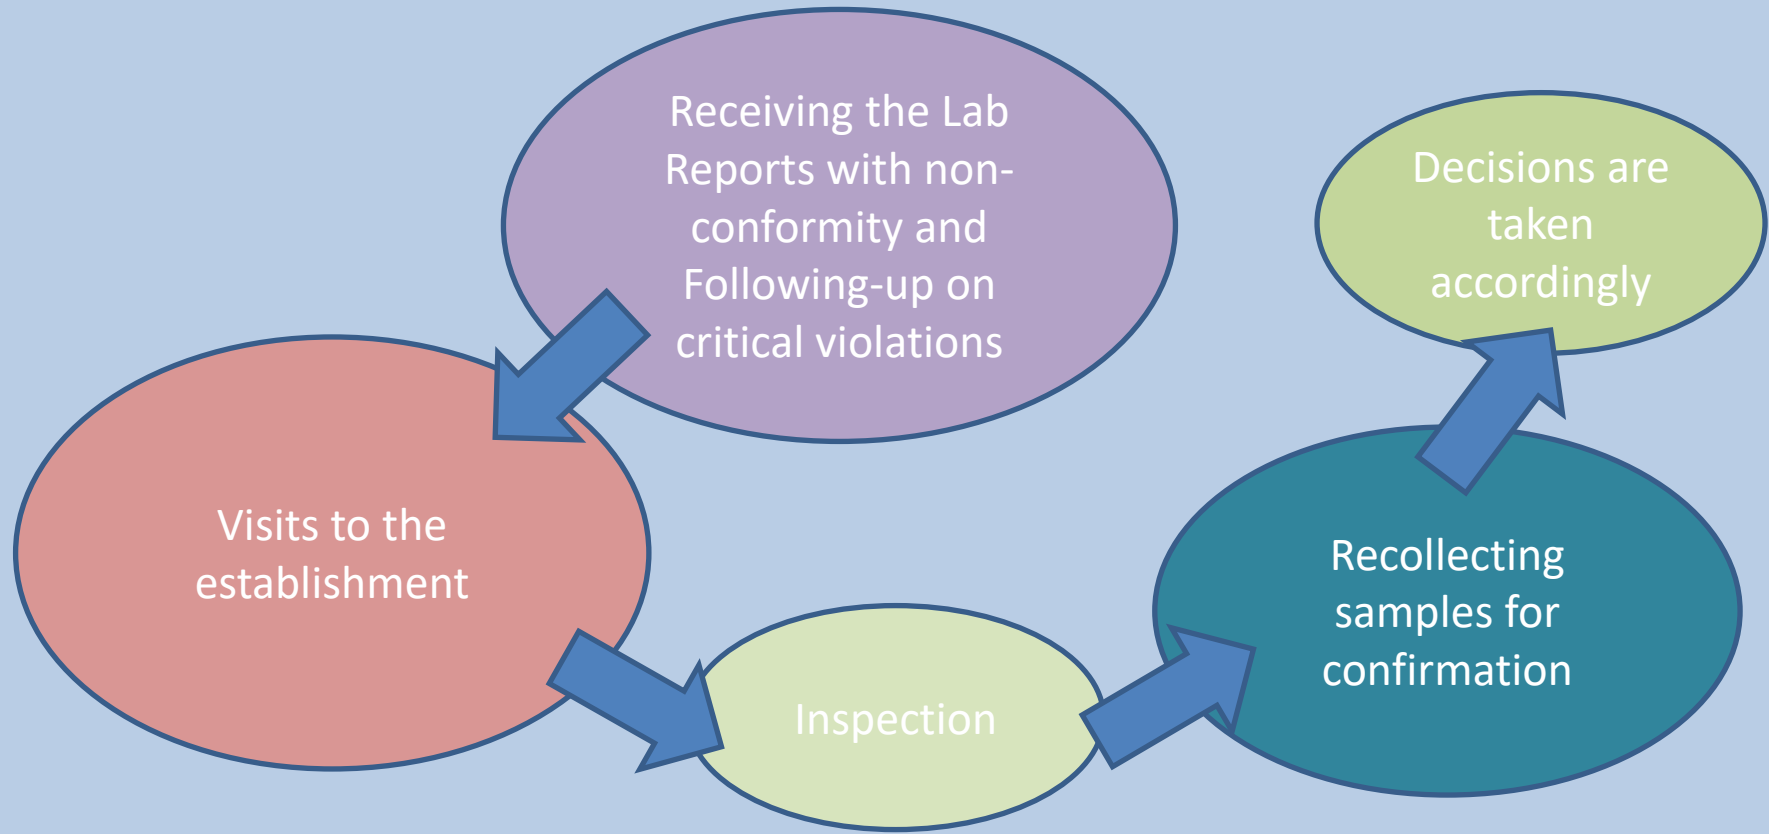 Receiving the Lab
Reports with non-
conformity and
Following-up on
critical violations
Visits to the
establishment
Inspection
Recollecting
samples for
confirmation
Decisions are
taken
accordingly